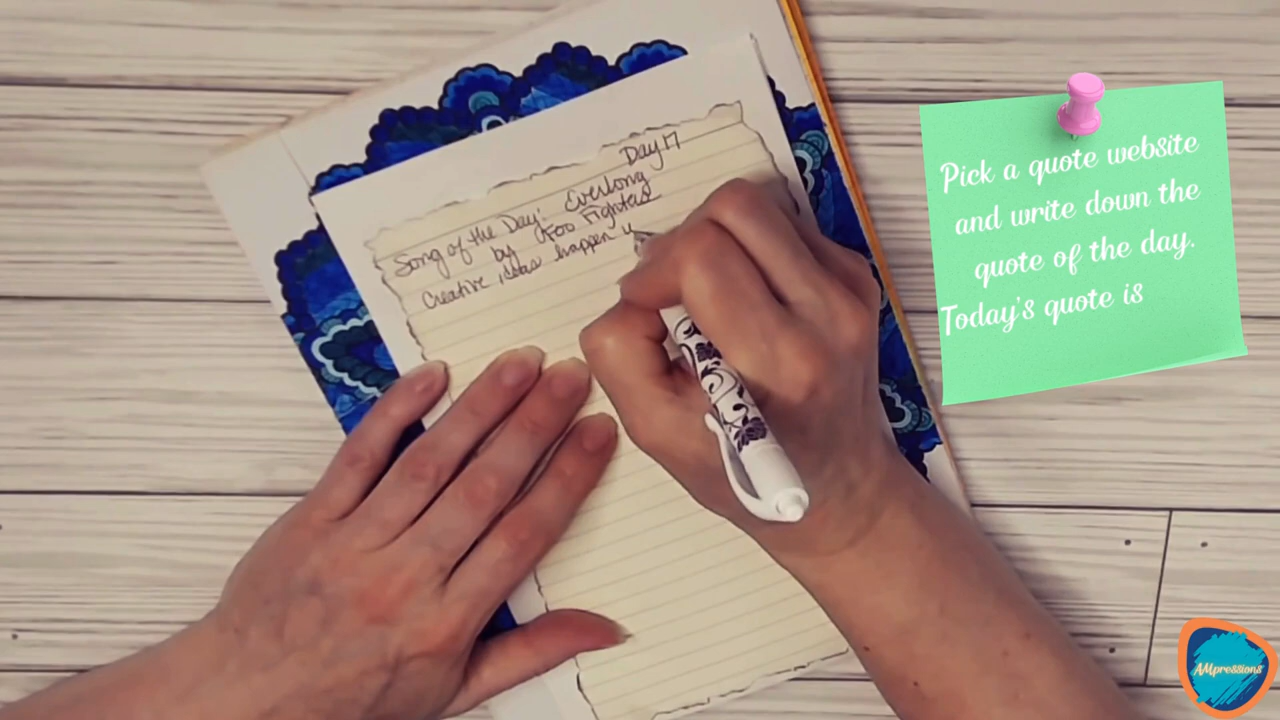 Day 17
Song of the Day: Everlong
by Foo Fighters
Creative ideas happen
Pick a quote website
and write down the
quote of the day.
Today's quote is
AMpressions